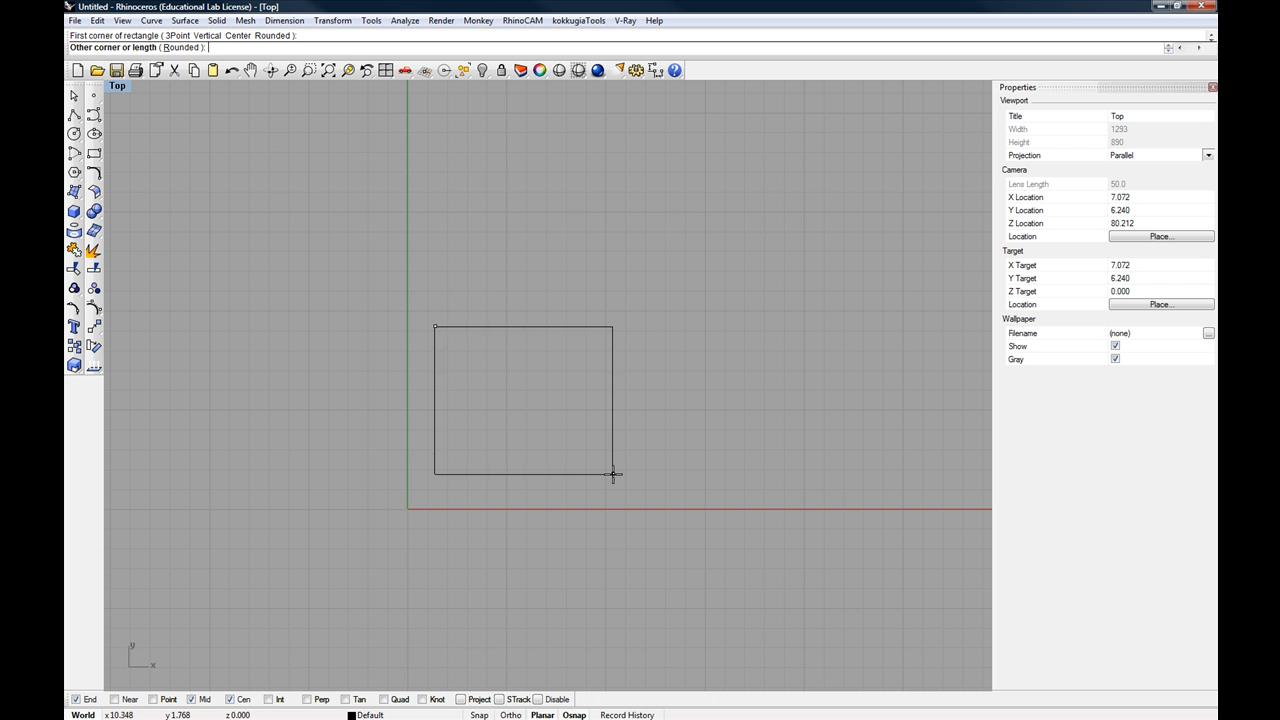 Untitled - Rhinoceros (Educational Lab License) - [Top]
File Edit View Curve Surface Solid Mesh Dimension Transform Tools Analyze Render Monkey RhinoCAM kokkugiaTools V-Ray Help
First corner of rectangle ( 3Point Vertical Center Rounded ):
Other corner or length ( Rounded ):
Top
Properties
Viewport
Title Top
Width 1293
Height 890
Projection Parallel
Camera
Lens Length 50.0
X Location 7.072
Y Location 6.240
Z Location 80.212
Location Place...
Target
X Target 7.072
Y Target 6.240
Z Target 0.000
Location Place...
Wallpaper
Filename (none) ...
Show
Gray
y
x
End Near Point Mid Cen Int Perp Tan Quad Knot Project STrack Disable
World x 10.348 y 1.768 z 0.000 Default Snap Ortho Planar Osnap Record History